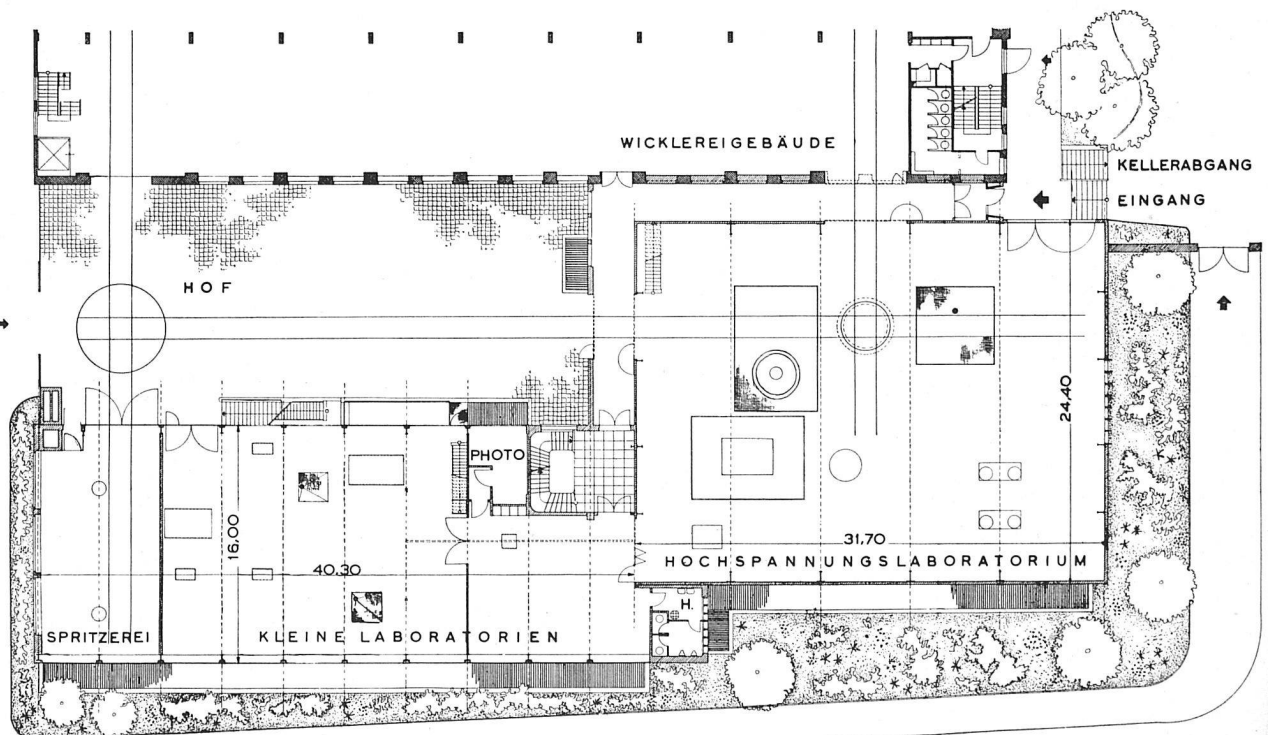 WICKLEREIGEBÄUDE
KELLERABGANG
EINGANG
HOF
24,40
PHOTO
16,00
31,70
40,30
HOCHSPANNUNGSLABORATORIUM
H.
SPRITZEREI
KLEINE LABORATORIEN